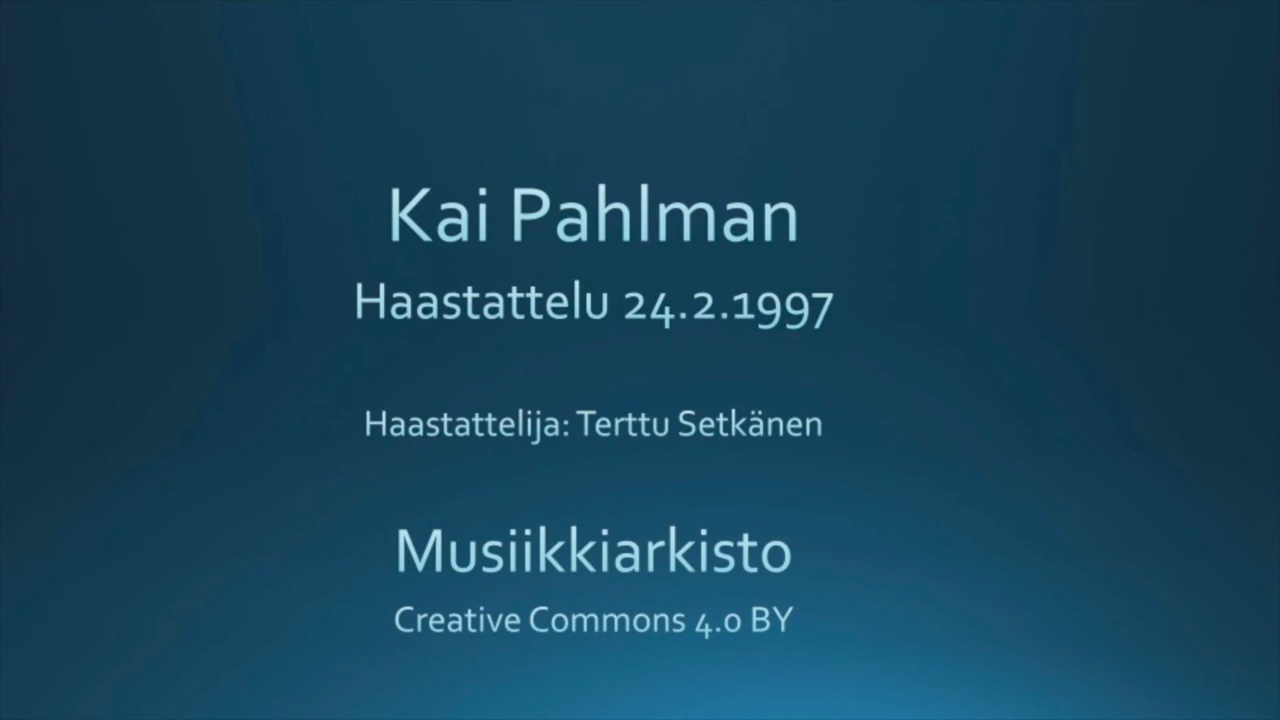 Kai Pahlman
Haastattelu 24.2.1997
Haastattelija: Terttu Setkänen
Musiikkiarkisto
Creative Commons 4.0 BY